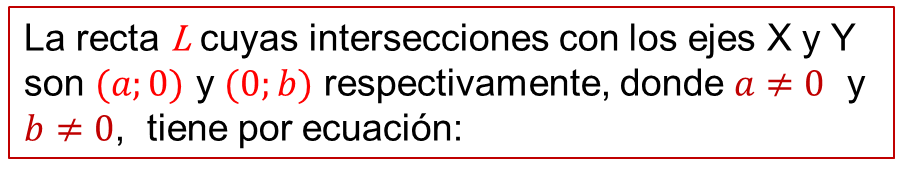 La recta L cuyas intersecciones con los ejes X y Y
son (a; 0) y (0; b) respectivamente, donde a ≠ 0 y
b ≠ 0, tiene por ecuación: